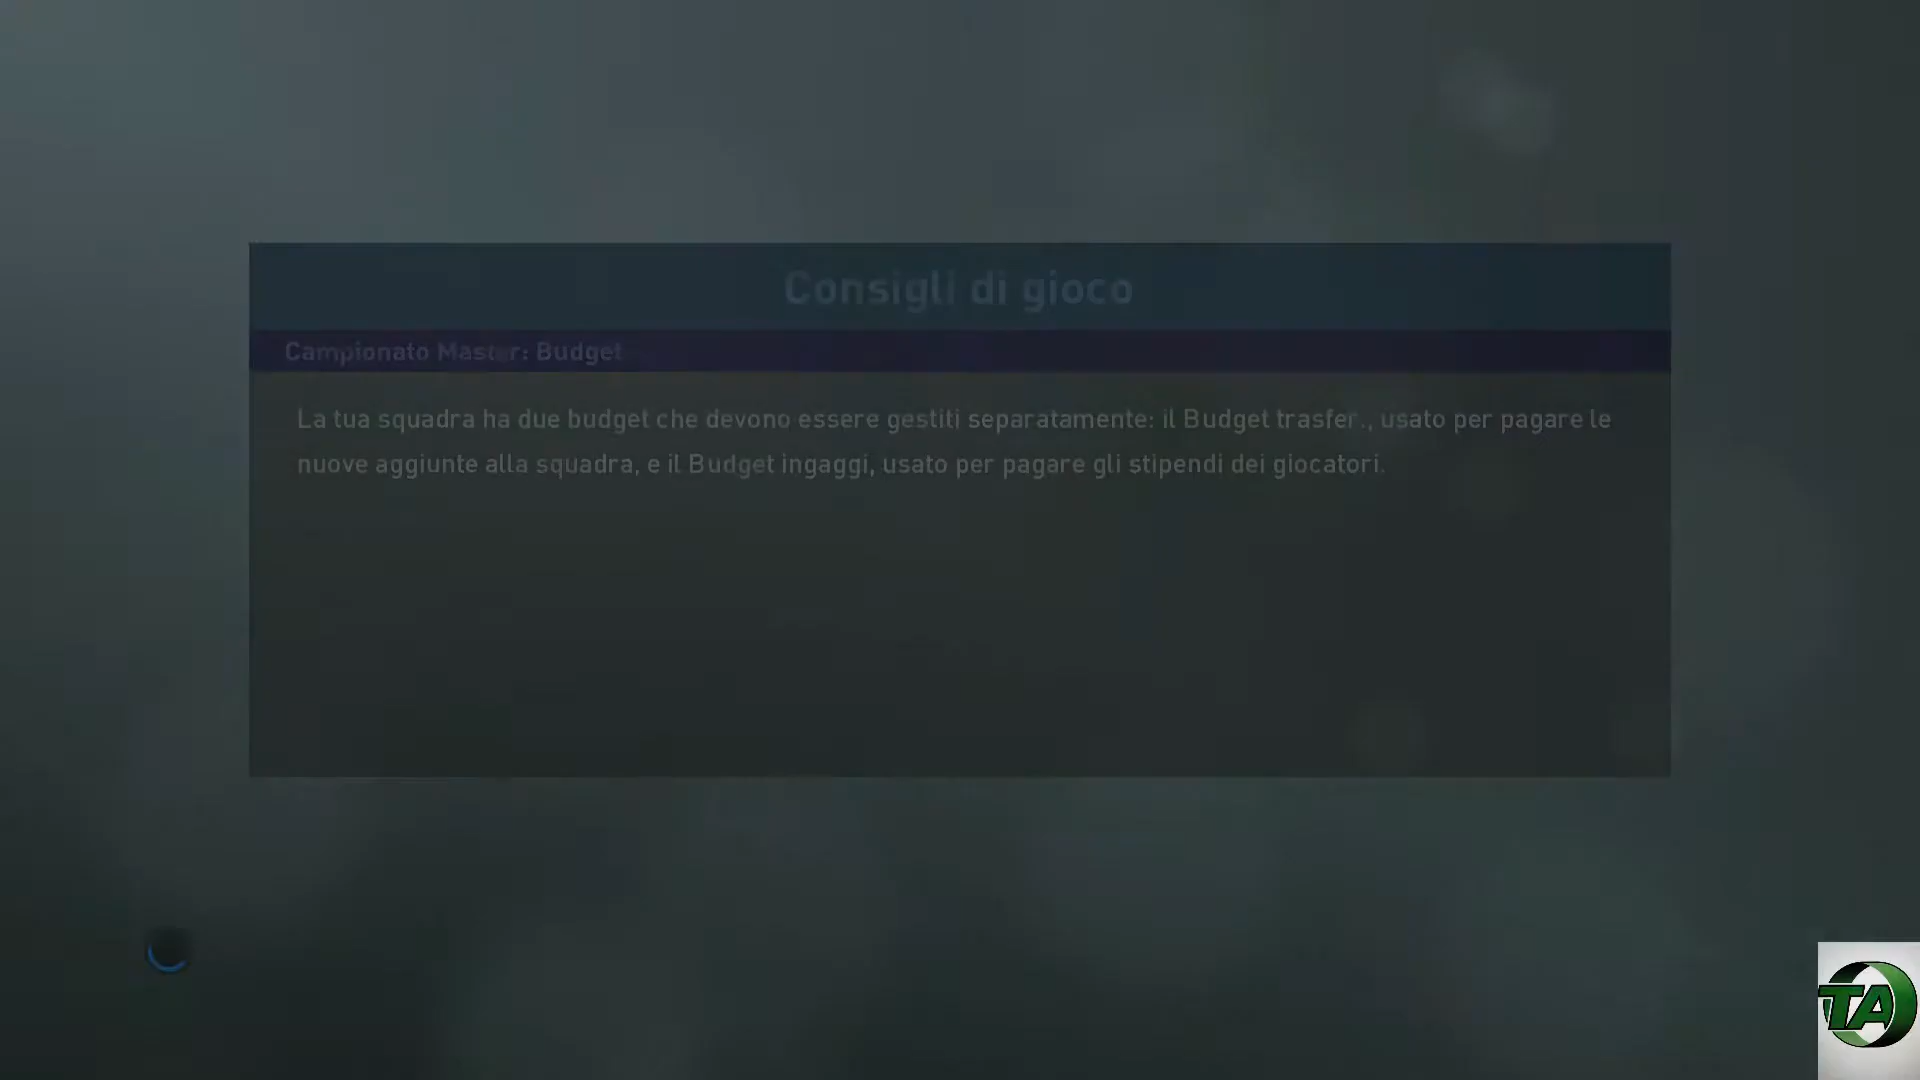 Consigli di gioco
Campionato Master: Budget
La tua squadra ha due budget che devono essere gestiti separatamente: il Budget trasfer., usato per pagare le
nuove aggiunte alla squadra, e il Budget ingaggi, usato per pagare gli stipendi dei giocatori.
TA